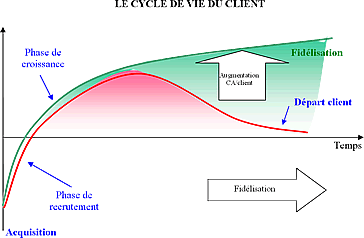 LE CYCLE DE VIE DU CLIENT
Phase de
croissance
Fidélisation
Augmentation
CA/client
Départ client
Temps
Phase de
recrutement
Fidélisation
Acquisition